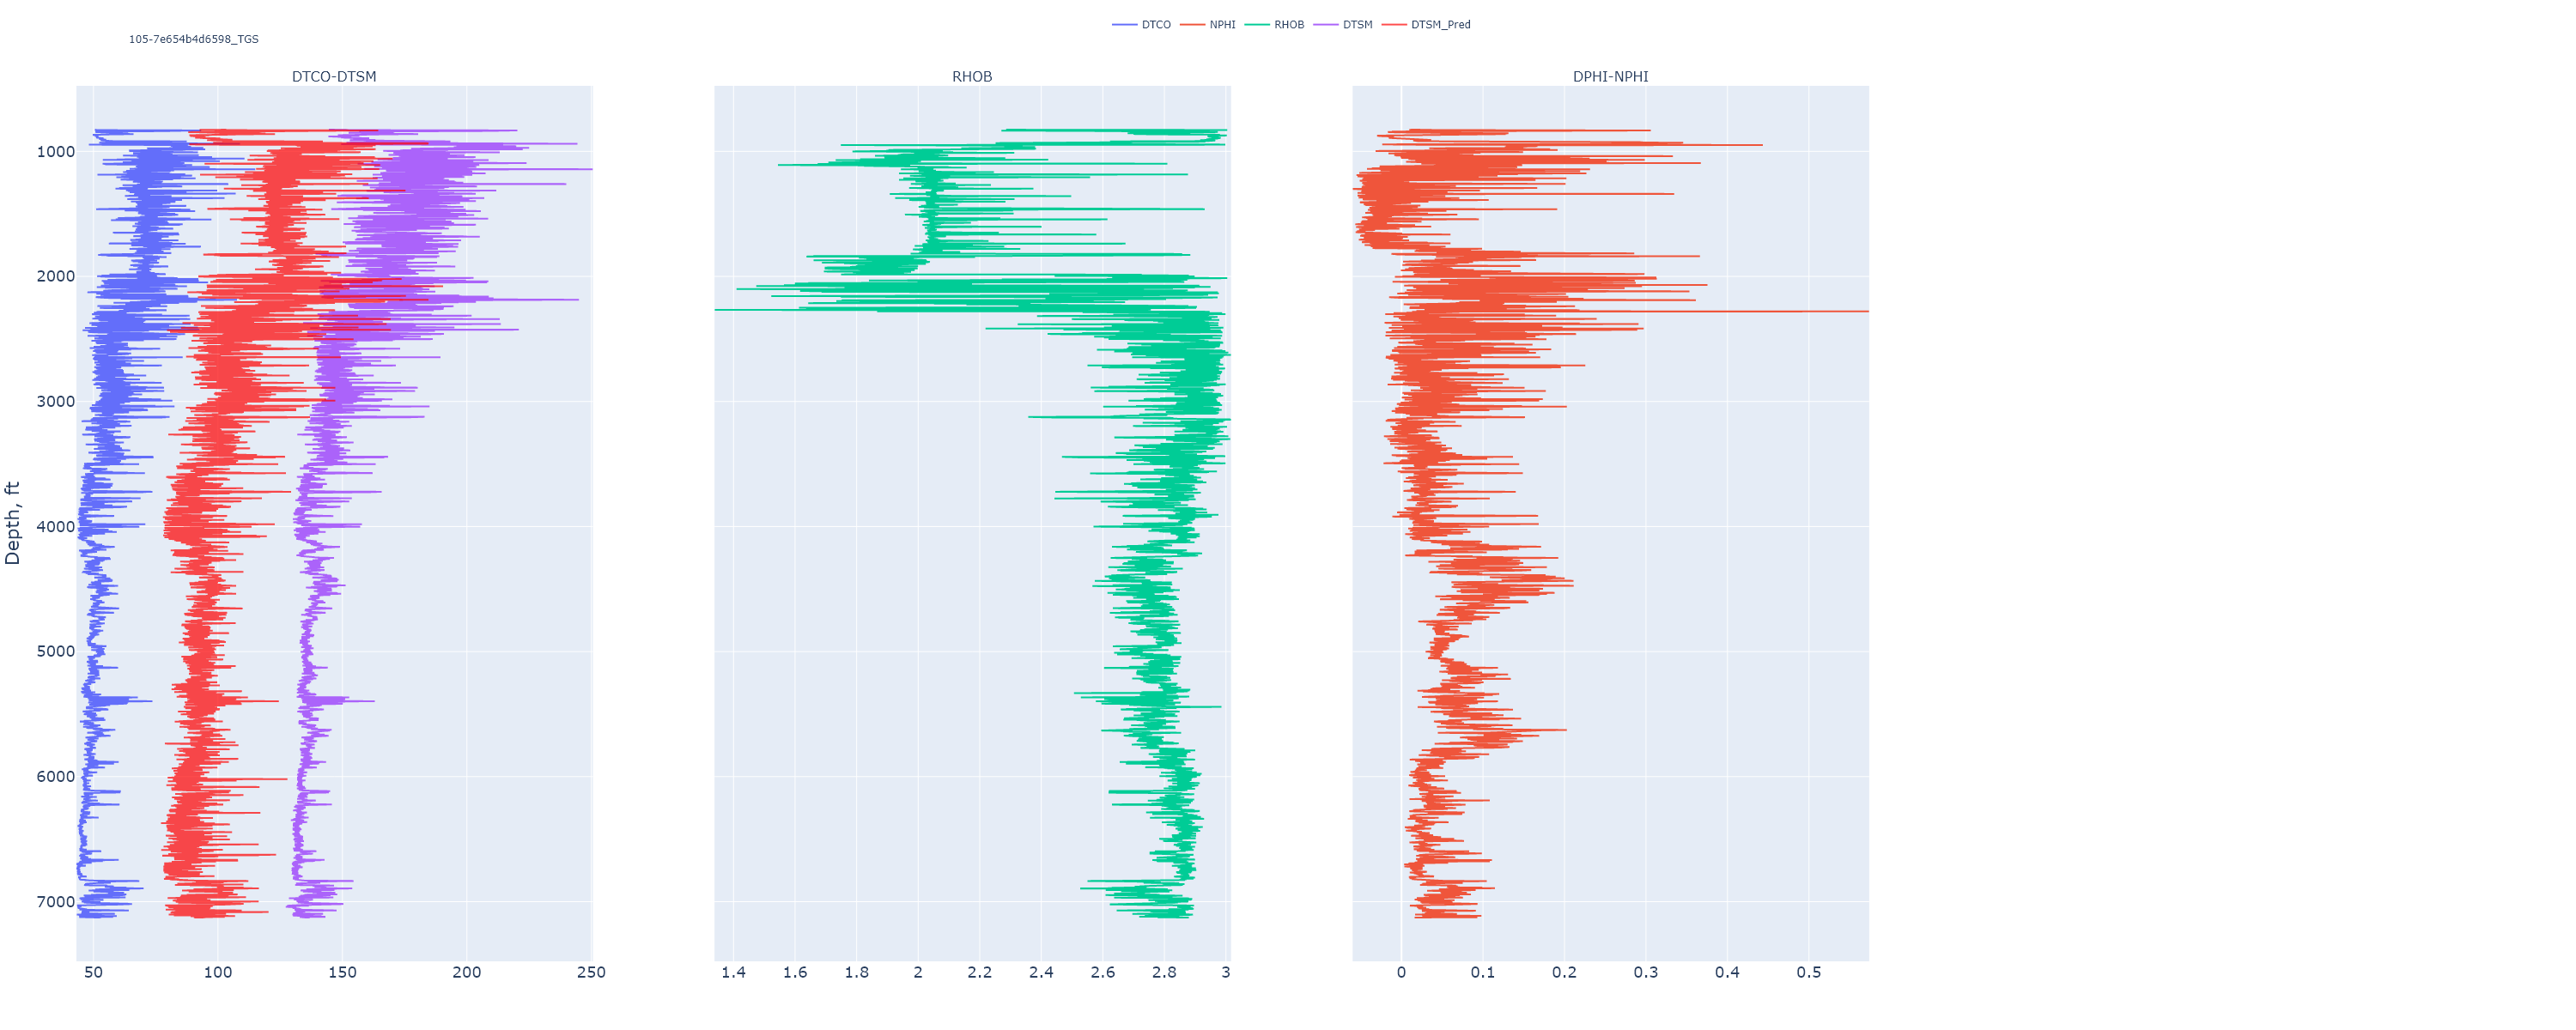 DTCO NPHI RHOB DTSM DTSM_Pred
105-7e654b4d6598_TGS
DTCO-DTSM RHOB DPHI-NPHI
1000
2000
3000
4000
5000
6000
7000
Depth, ft
50 100 150 200 250 1.4 1.6 1.8 2 2.2 2.4 2.6 2.8 3 0 0.1 0.2 0.3 0.4 0.5